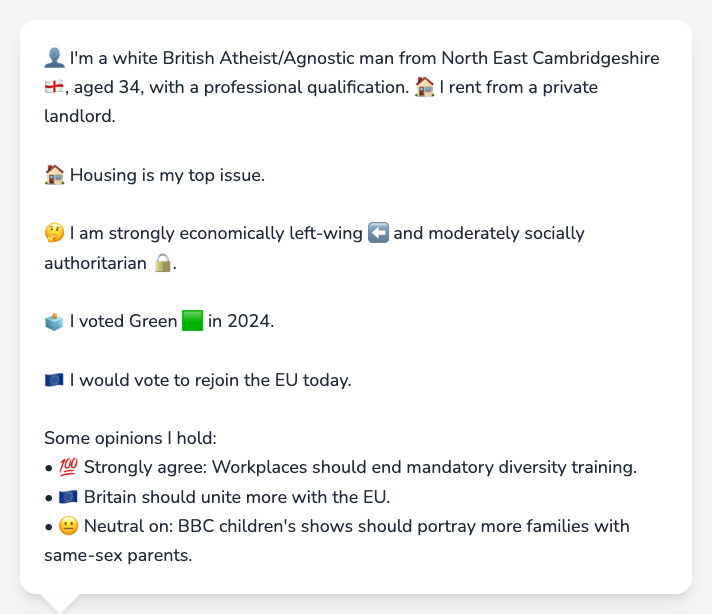 👤 I'm a white British Atheist/Agnostic man from North East Cambridgeshire
🏴󠁧󠁢󠁥󠁮󠁧󠁿, aged 34, with a professional qualification. 🏠 I rent from a private
landlord.
🏠 Housing is my top issue.
🤔 I am strongly economically left-wing ⬅️ and moderately socially
authoritarian 🔒.
🗳️ I voted Green 🟩 in 2024.
🇪🇺 I would vote to rejoin the EU today.
Some opinions I hold:
• 💯 Strongly agree: Workplaces should end mandatory diversity training.
• 🇪🇺 Britain should unite more with the EU.
• 😐 Neutral on: BBC children's shows should portray more families with
same-sex parents.